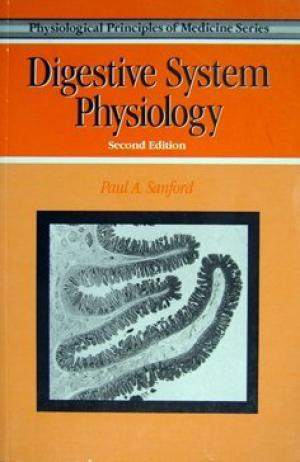 Physiological Principles of Medicine Series
Digestive System
Physiology
Second Edition
Paul A. Sanford